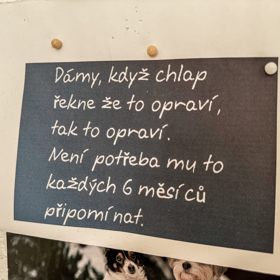 Dámy, když chlap
řekne že to opraví,
tak to opraví.
Není potřeba mu to
každých 6 měsíců
připomínat.